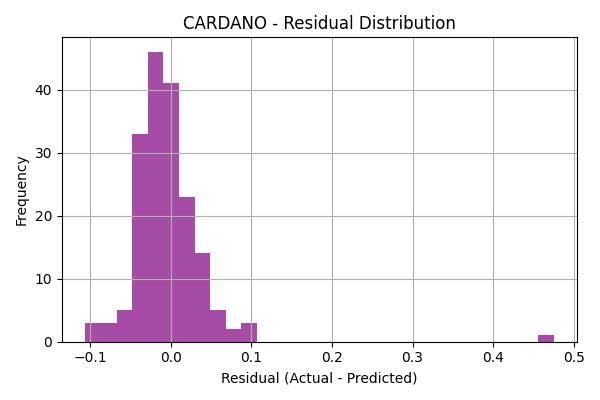 CARDANO - Residual Distribution
Frequency
40
30
20
10
0
−0.1 0.0 0.1 0.2 0.3 0.4 0.5
Residual (Actual - Predicted)